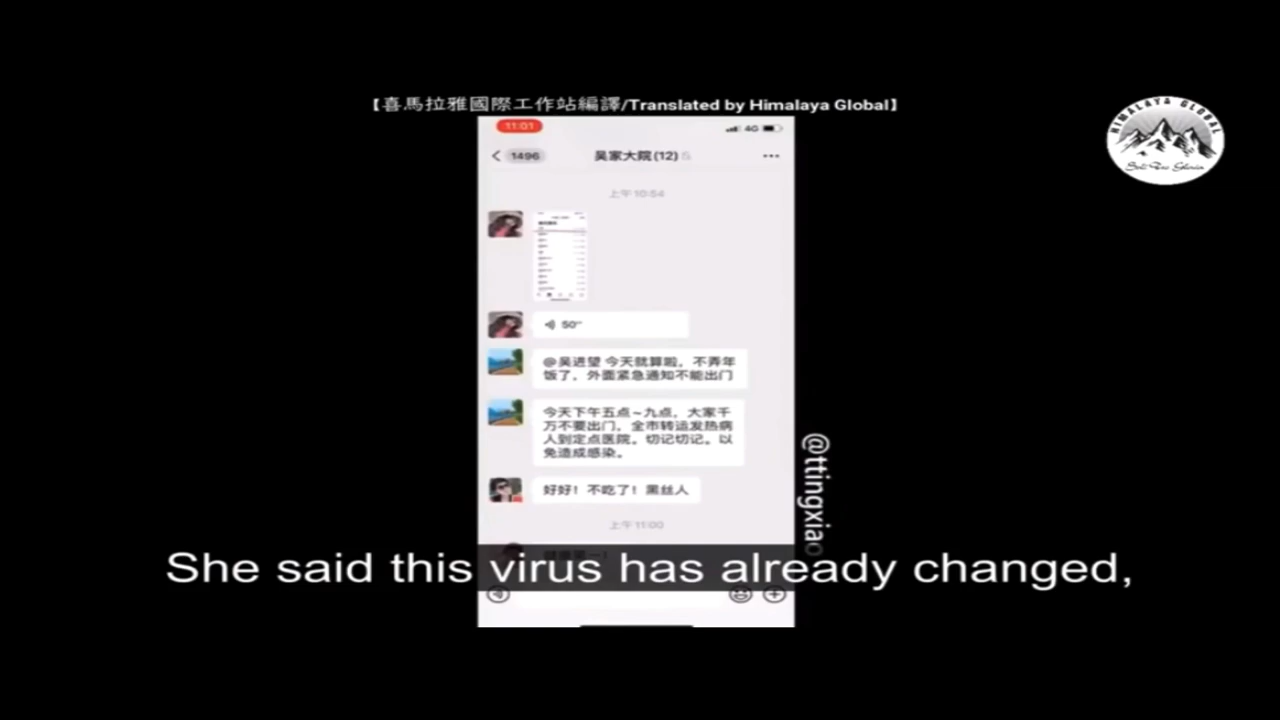 【喜馬拉雅國際工作站編譯/Translated by Himalaya Global】
HIMALAYA GLOBAL
11:01
4G
1496
吴家大院(12)
上午 10:54
50"
@吴进望 今天就算啦，不弄年
饭了，外面紧急通知不能出门
今天下午五点~九点，大家千
万不要出门，全市转运发热病
人到定点医院。切记切记。以
免造成感染。
好好！不吃了！黑丝人
上午 11:00
@ttingxiao
She said this virus has already changed,